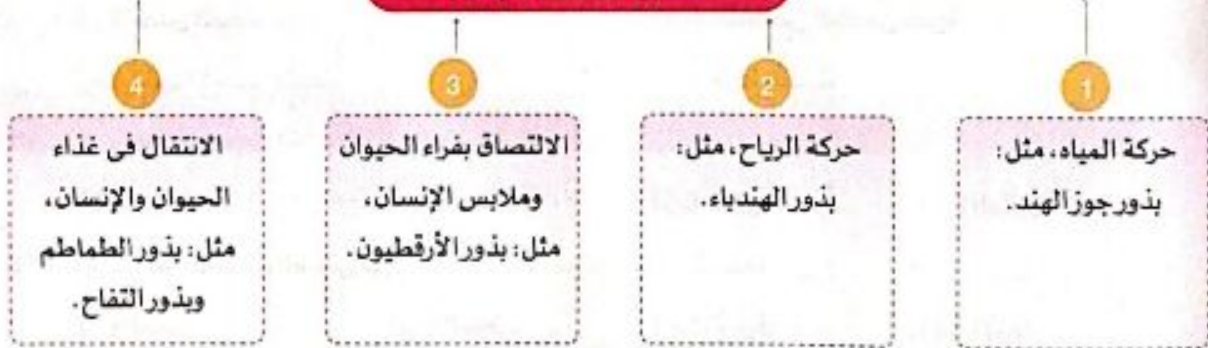 1
حركة المياه، مثل:
بذور جوز الهند.
2
حركة الرياح، مثل:
بذور الهندباء.
3
الالتصاق بفراء الحيوان
وملابس الإنسان،
مثل: بذور الأرقطيون.
4
الانتقال فى غذاء
الحيوان والإنسان،
مثل: بذور الطماطم
وبذور التفاح.